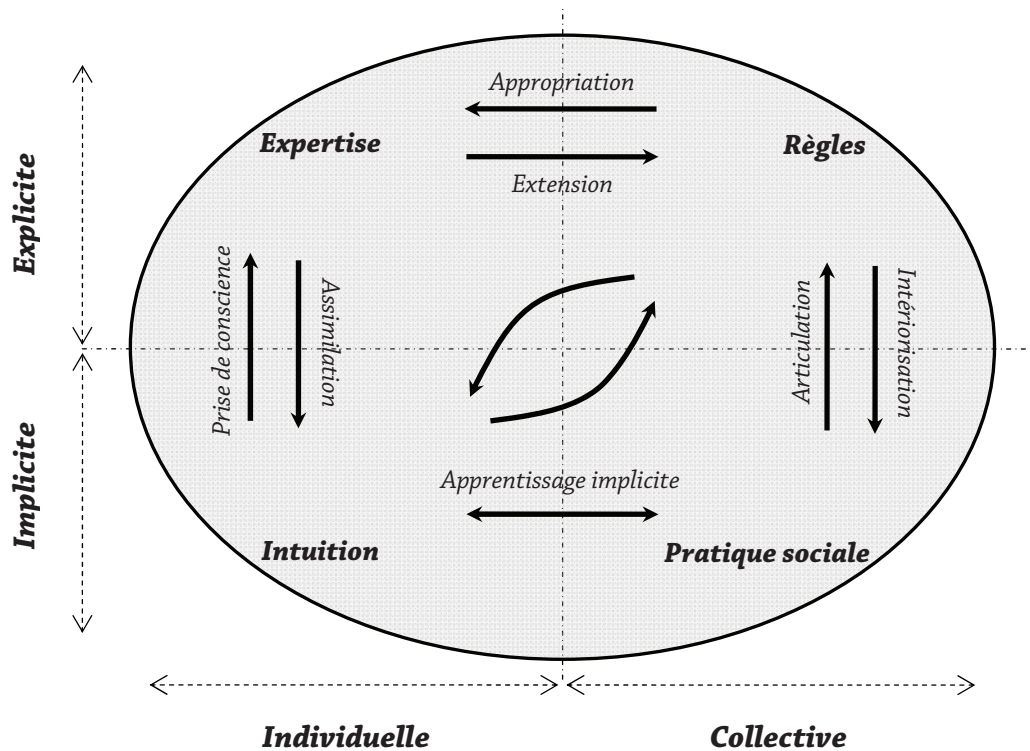 Appropriation
Expertise
Règles
Extension
Explicite
Prise de conscience
Assimilation
Articulation
Intériorisation
Implicite
Apprentissage implicite
Intuition
Pratique sociale
Individuelle
Collective